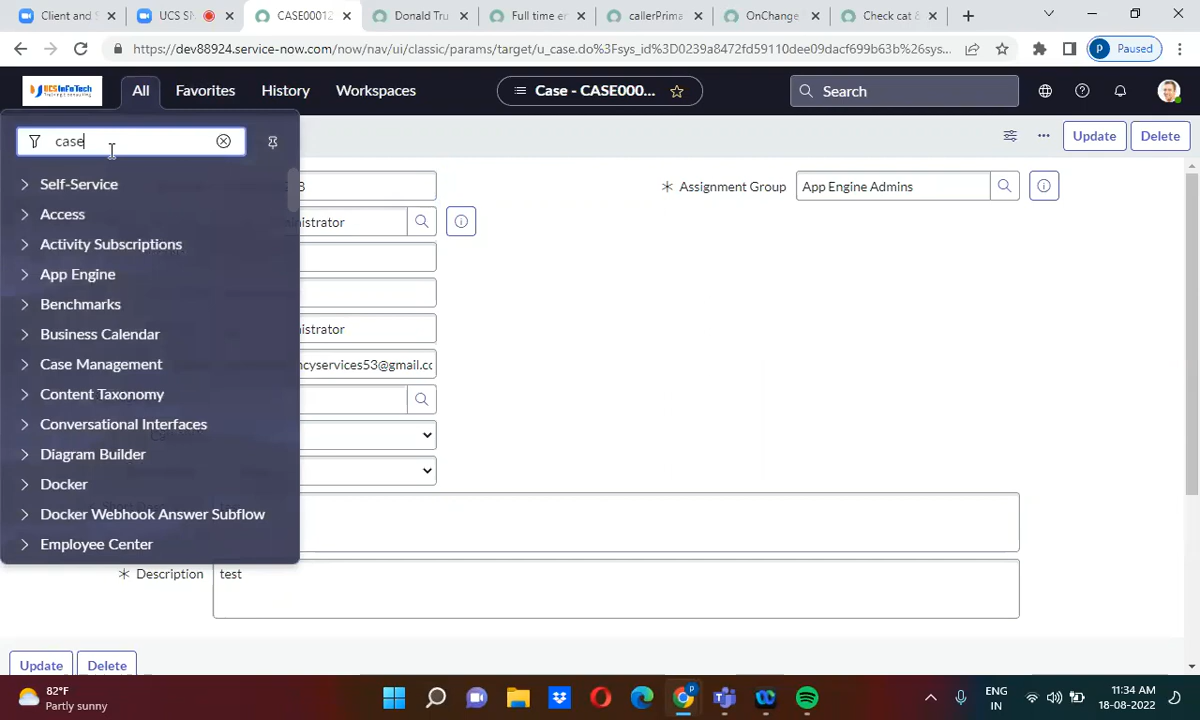 Client and S
UCS SN
CASE00012
Donald Tru
Full time er
callerPrima
OnChange
Check cat &
https://dev88924.service-now.com/now/nav/ui/classic/params/target/u_case.do%3Fsys_id%3D0239a8472fd59110dee09dacf699b63b%26sys...
P
Paused
UCSInfoTech
All
Favorites
History
Workspaces
Case - CASE000...
Search
case
Update
Delete
Self-Service
Access
Activity Subscriptions
App Engine
Benchmarks
Business Calendar
Case Management
Content Taxonomy
Conversational Interfaces
Diagram Builder
Docker
Docker Webhook Answer Subflow
Employee Center
Assignment Group
App Engine Admins
inistrator
inistrator
ncyservices53@gmail.cc
Description
test
Update
Delete
82°F
Partly sunny
ENG
IN
11:34 AM
18-08-2022